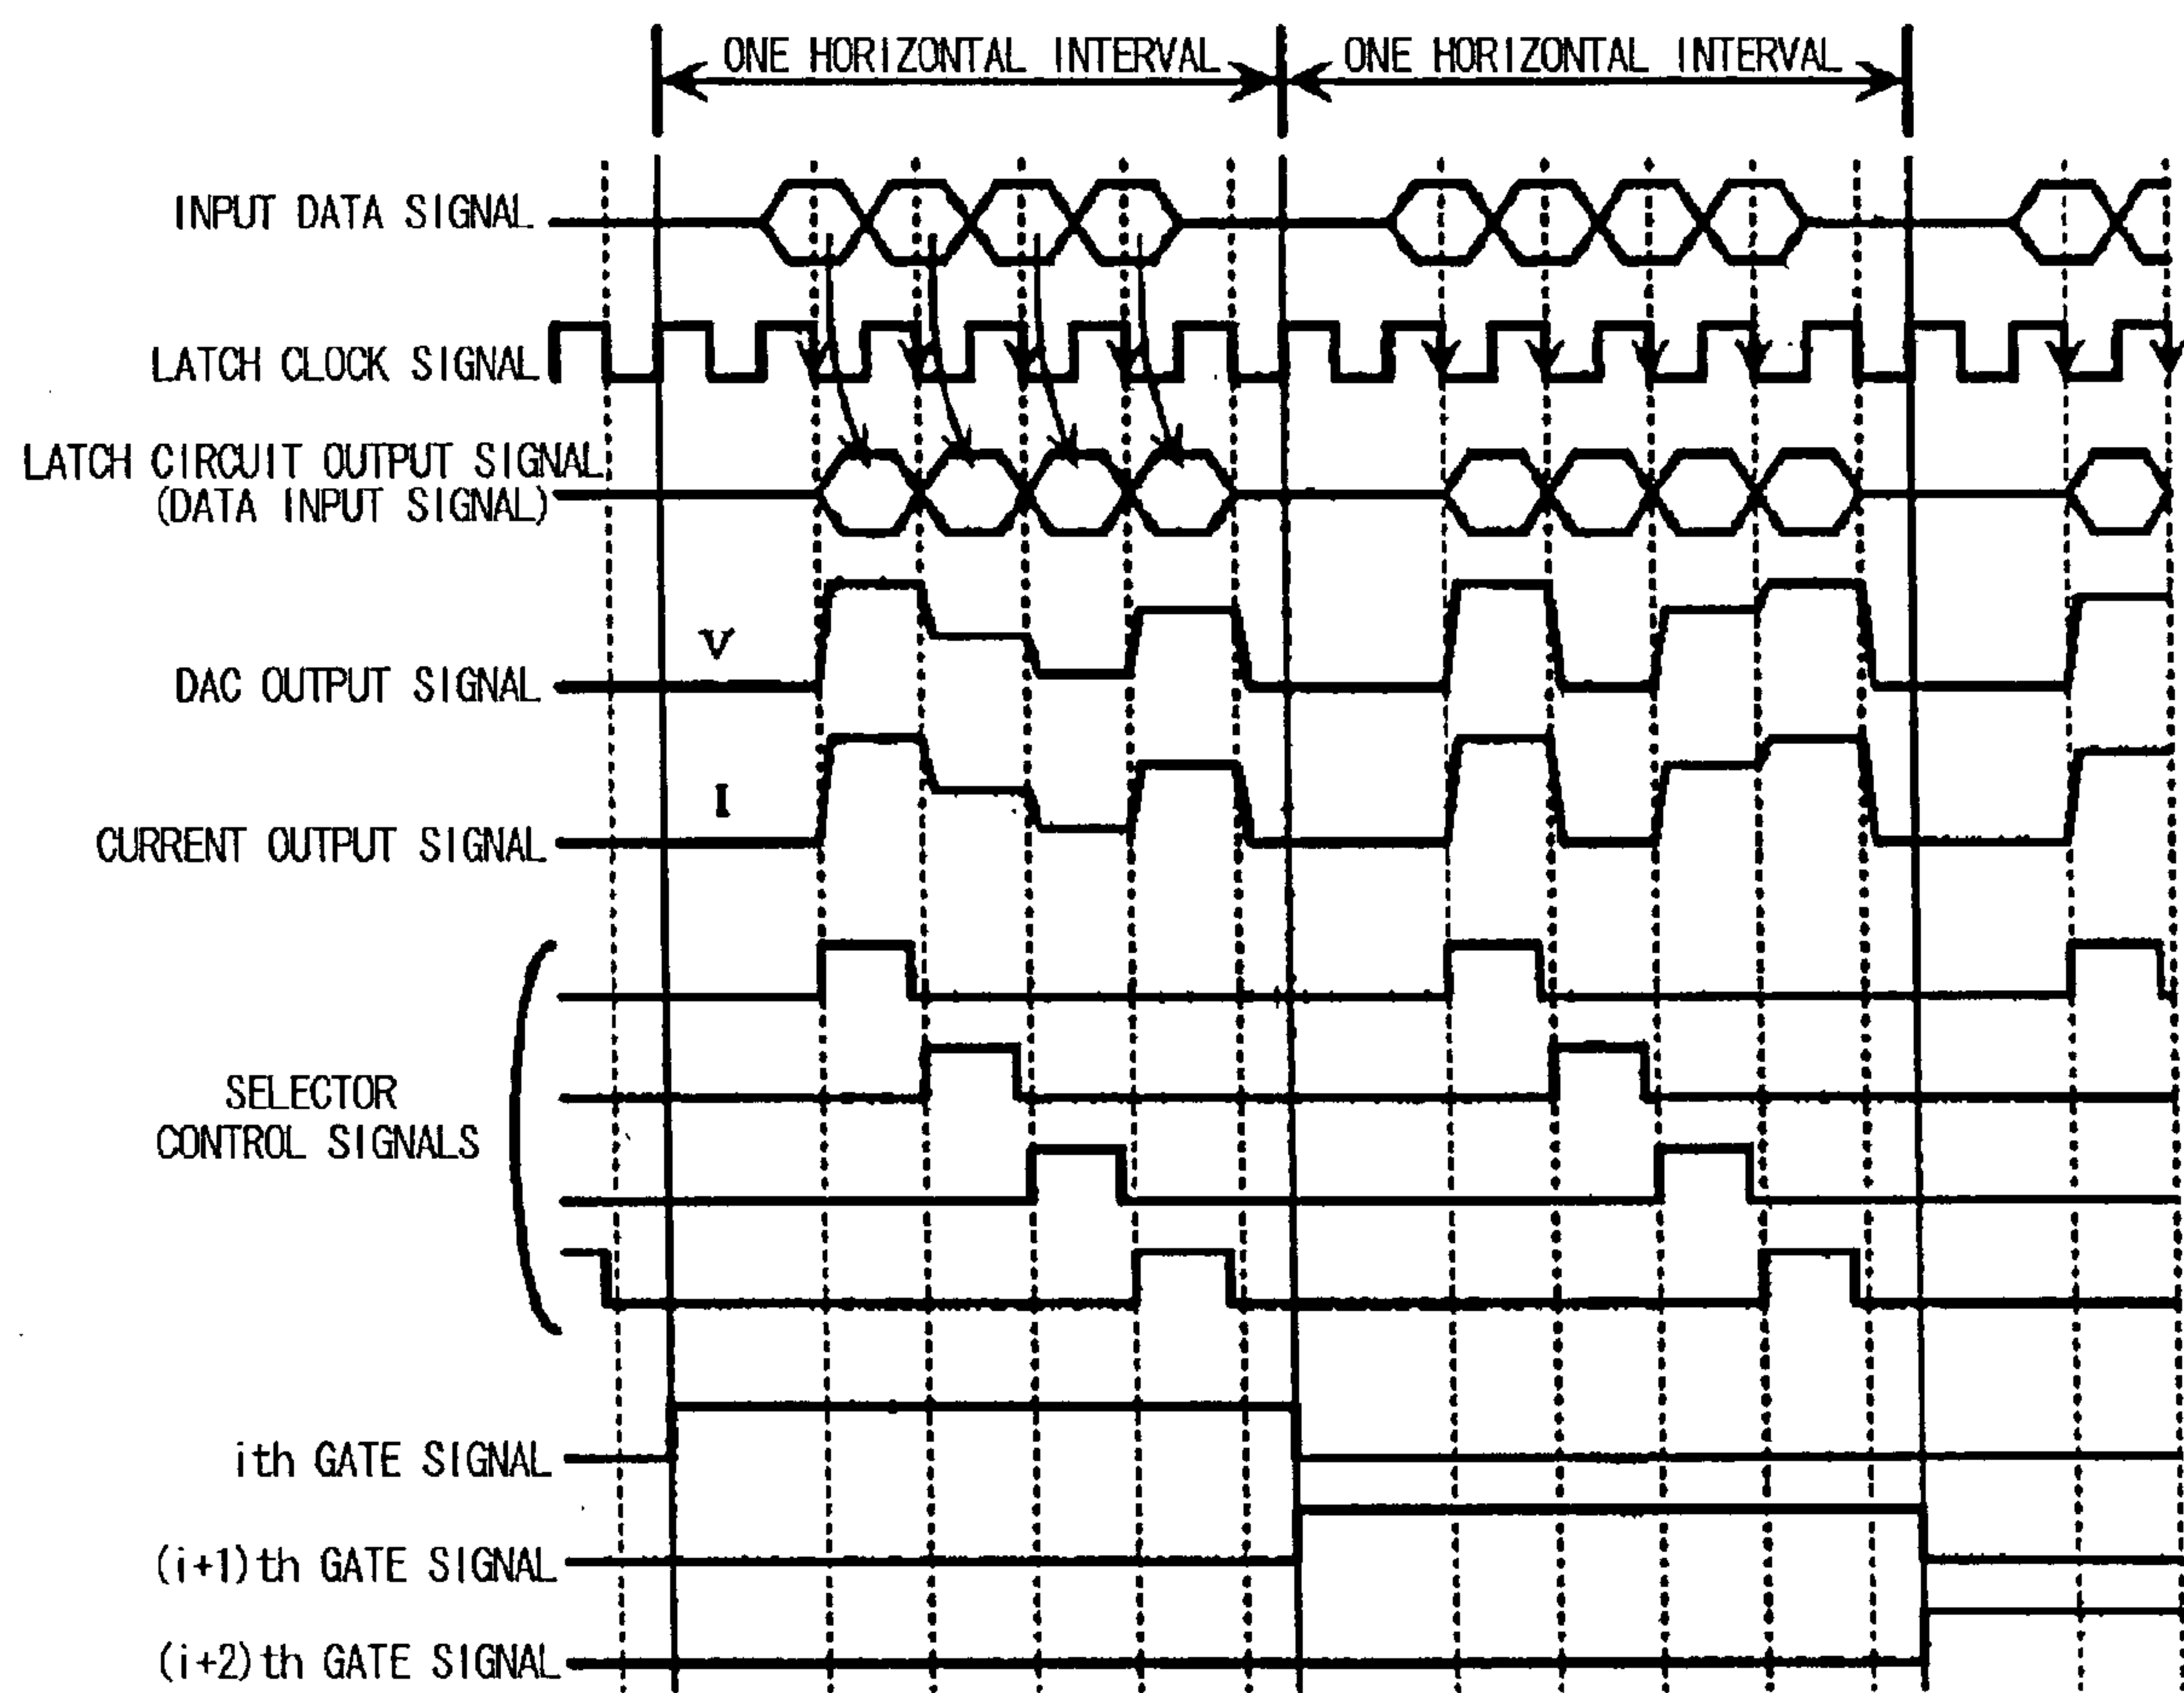 ONE HORIZONTAL INTERVAL
ONE HORIZONTAL INTERVAL
INPUT DATA SIGNAL
LATCH CLOCK SIGNAL
LATCH CIRCUIT OUTPUT SIGNAL
(DATA INPUT SIGNAL)
V
DAC OUTPUT SIGNAL
I
CURRENT OUTPUT SIGNAL
SELECTOR
CONTROL SIGNALS
ith GATE SIGNAL
(i+1)th GATE SIGNAL
(i+2)th GATE SIGNAL